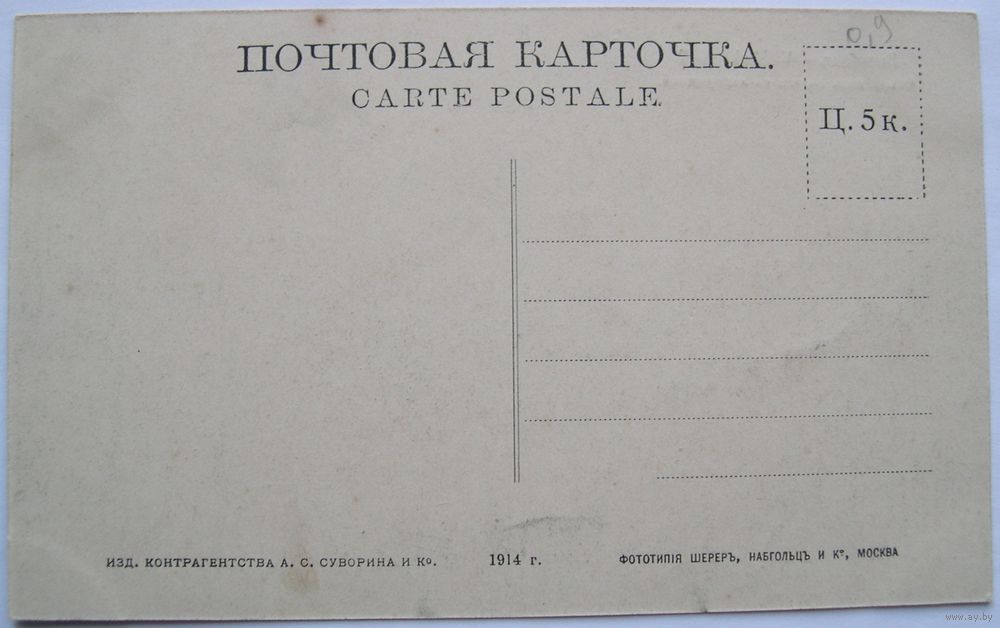 0,9
ПОЧТОВАЯ КАРТОЧКА.
CARTE POSTALE.
Ц. 5 к.
ИЗД. КОНТРАГЕНТСТВА А. С. СУВОРИНА И Ко. 1914 г. ФОТОТИПІЯ ШЕРЕРЪ, НАБГОЛЬЦЪ И Ко, МОСКВА
www.ay.by